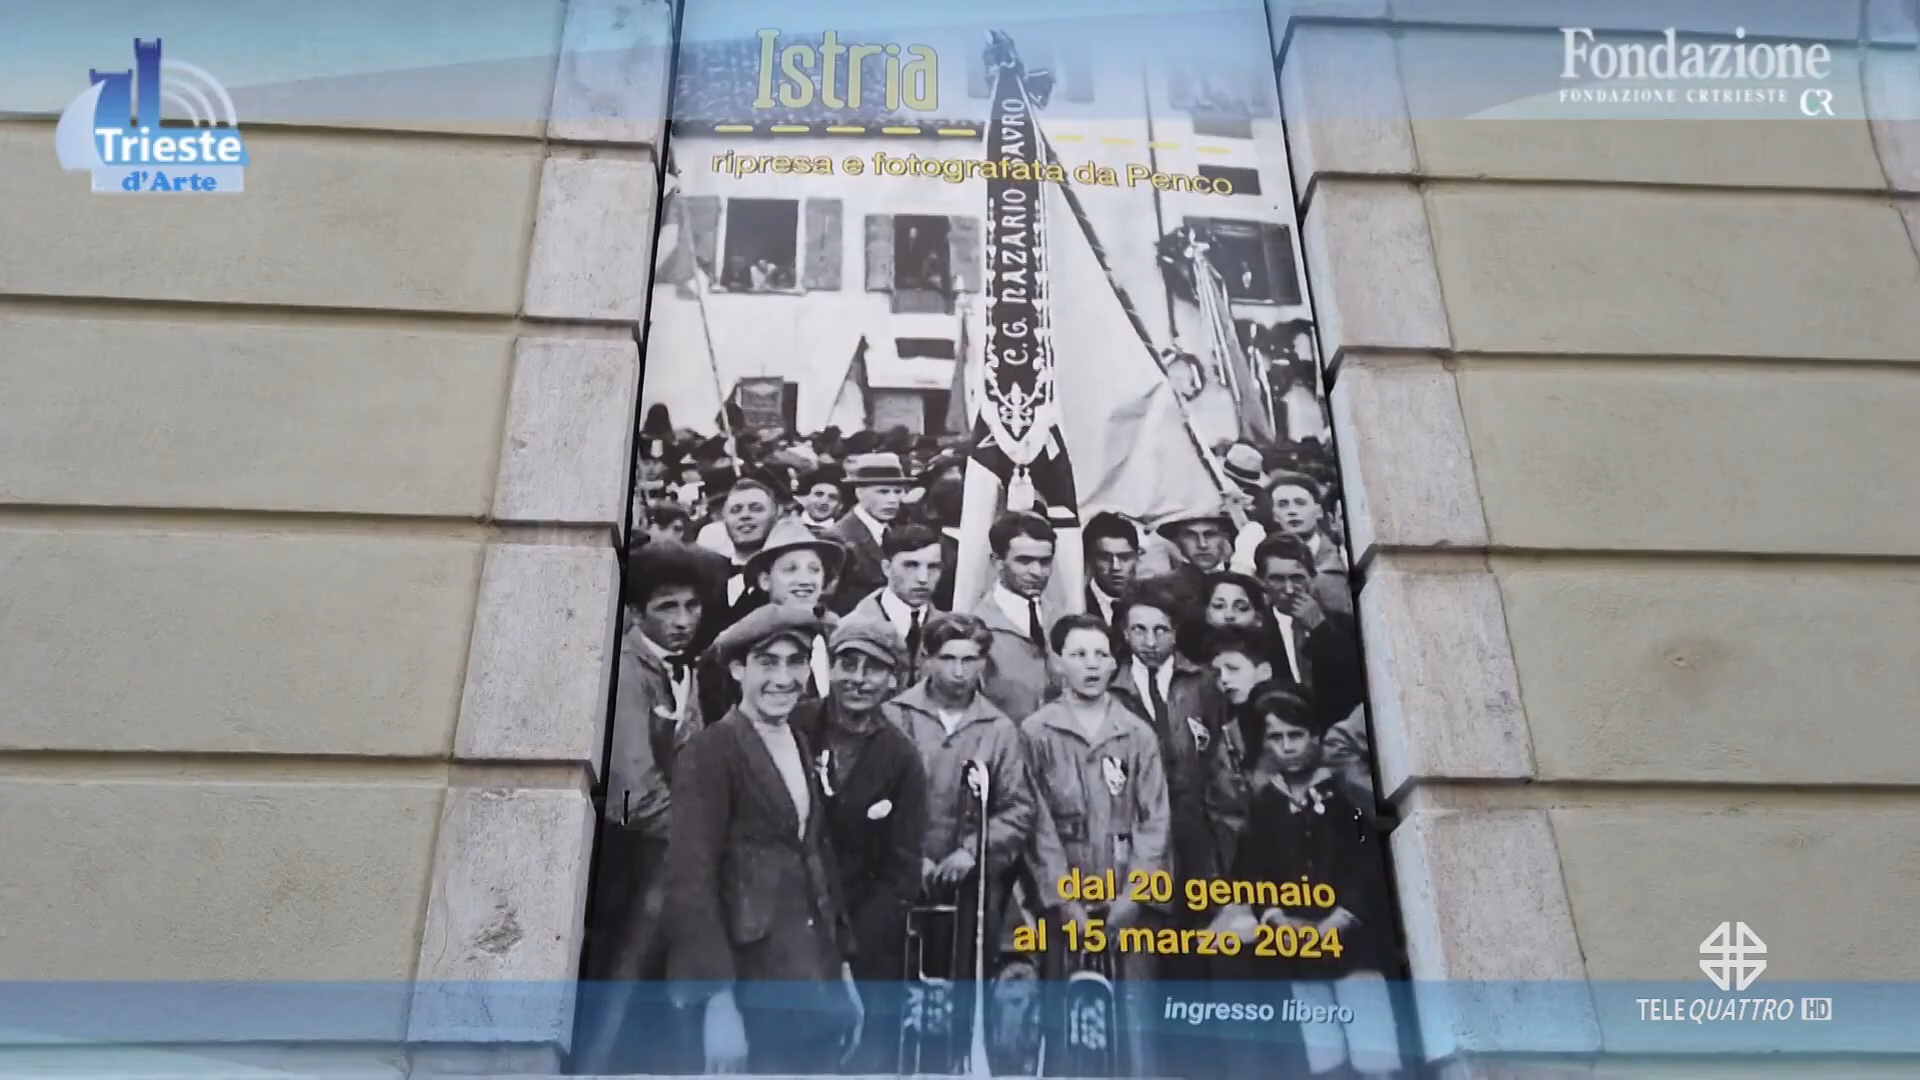 Trieste
d'Arte
Fondazione
FONDAZIONE CRTRIESTE CR
Istria
ripresa e fotografata da Penco
C.G. NAZARIO SAVRO
dal 20 gennaio
al 15 marzo 2024
ingresso libero
TELEQUATTRO HD